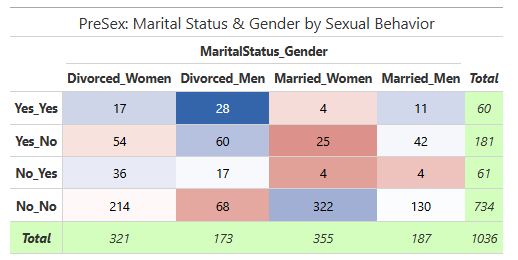 PreSex: Marital Status & Gender by Sexual Behavior
MaritalStatus_Gender
Divorced_Women Divorced_Men Married_Women Married_Men Total
Yes_Yes 17 28 4 11 60
Yes_No 54 60 25 42 181
No_Yes 36 17 4 4 61
No_No 214 68 322 130 734
Total 321 173 355 187 1036